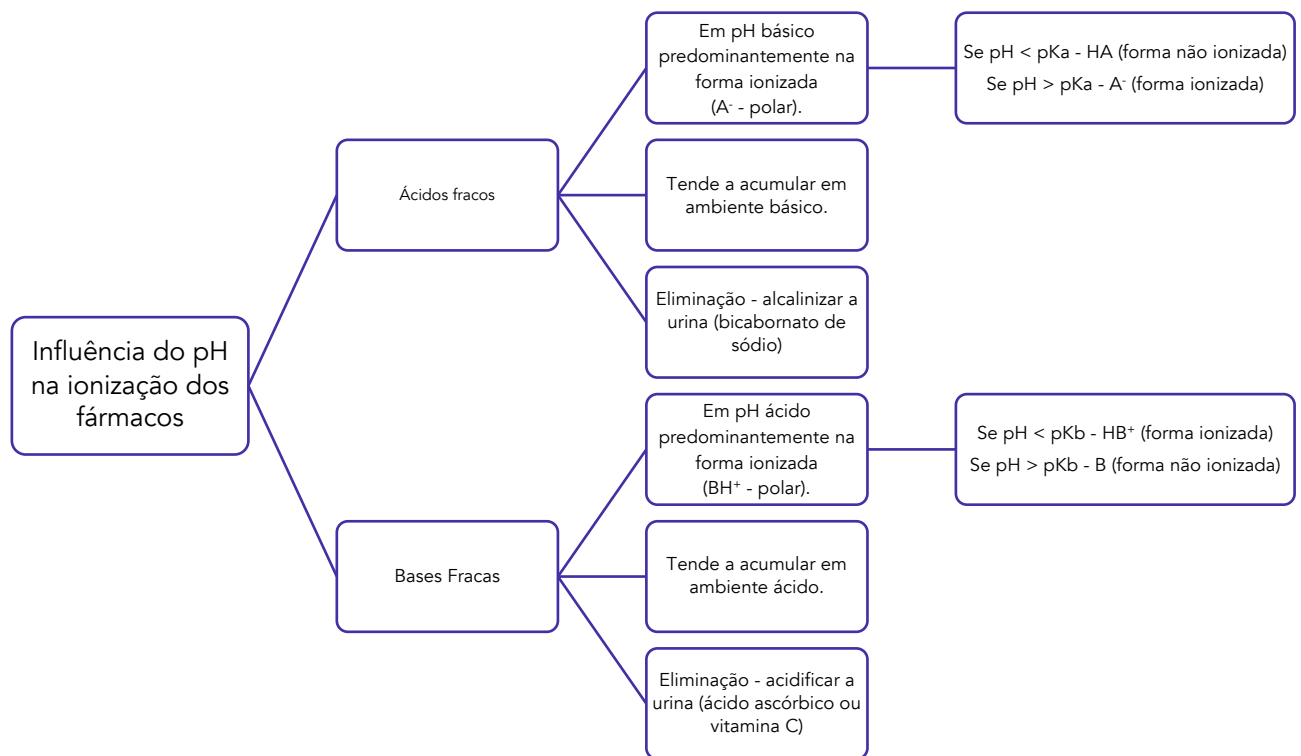 Influência do pH
na ionização dos
fármacos
Ácidos fracos
Em pH básico
predominantemente na
forma ionizada
(A⁻ - polar).
Se pH < pKa - HA (forma não ionizada)
Se pH > pKa - A⁻ (forma ionizada)
Tende a acumular em
ambiente básico.
Eliminação - alcalinizar a
urina (bicabornato de
sódio)
Bases Fracas
Em pH ácido
predominantemente na
forma ionizada
(BH⁺ - polar).
Se pH < pKb - HB⁺ (forma ionizada)
Se pH > pKb - B (forma não ionizada)
Tende a acumular em
ambiente ácido.
Eliminação - acidificar a
urina (ácido ascórbico ou
vitamina C)